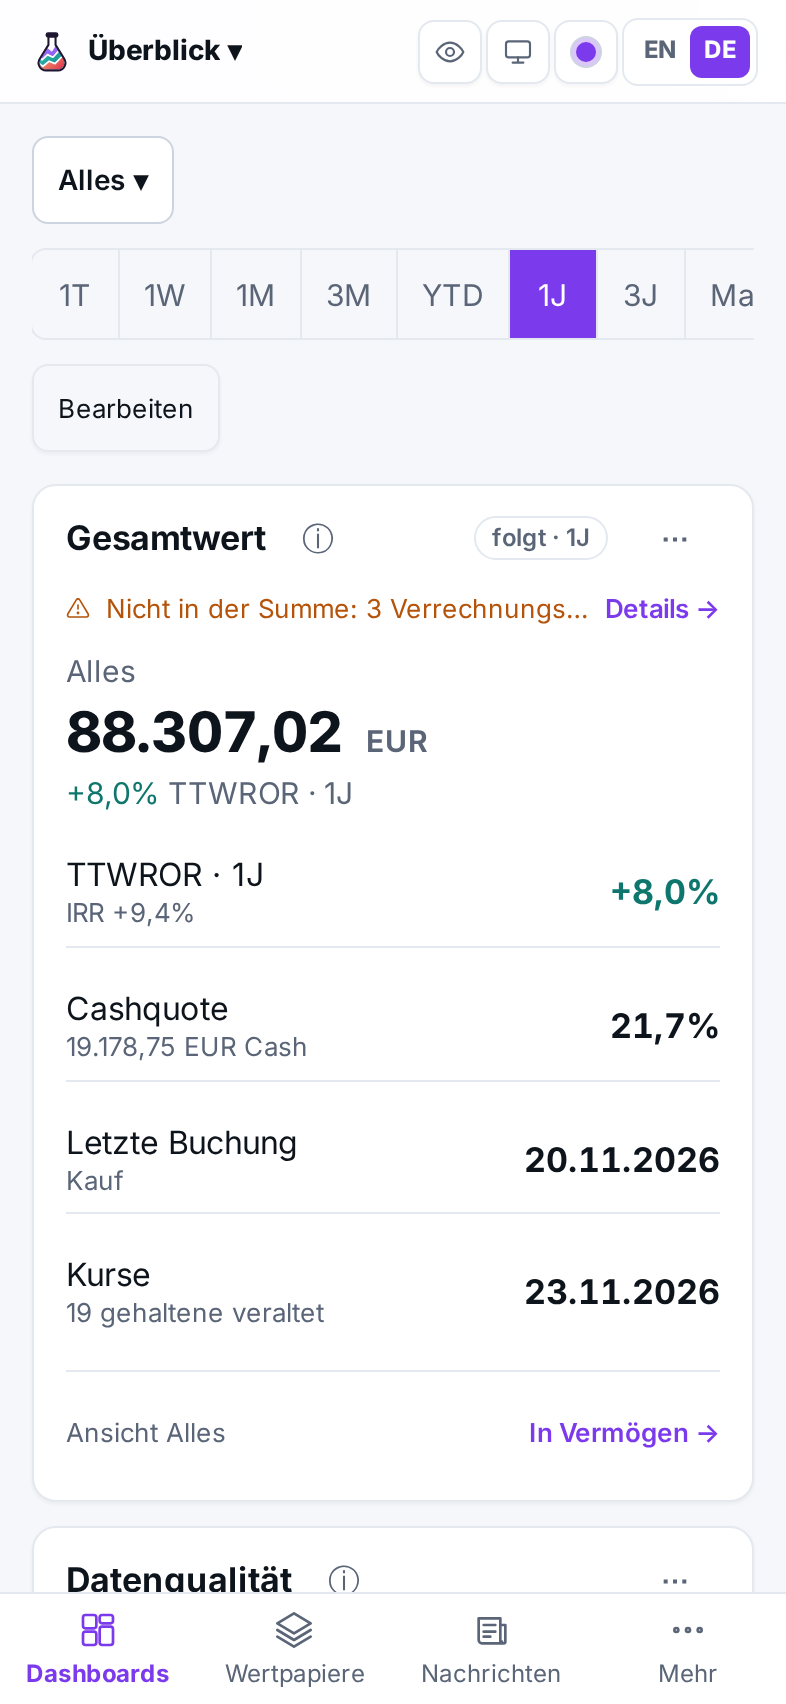 Überblick ▾
EN DE
Alles ▾
1T 1W 1M 3M YTD 1J 3J Ma
Bearbeiten
Gesamtwert ⓘ folgt · 1J ···
⚠ Nicht in der Summe: 3 Verrechnungs... Details →
Alles
88.307,02 EUR
+8,0% TTWROR · 1J
TTWROR · 1J
+8,0%
IRR +9,4%
Cashquote
21,7%
19.178,75 EUR Cash
Letzte Buchung
20.11.2026
Kauf
Kurse
23.11.2026
19 gehaltene veraltet
Ansicht Alles In Vermögen →
Datenqualität ⓘ ···
Dashboards Wertpapiere Nachrichten Mehr